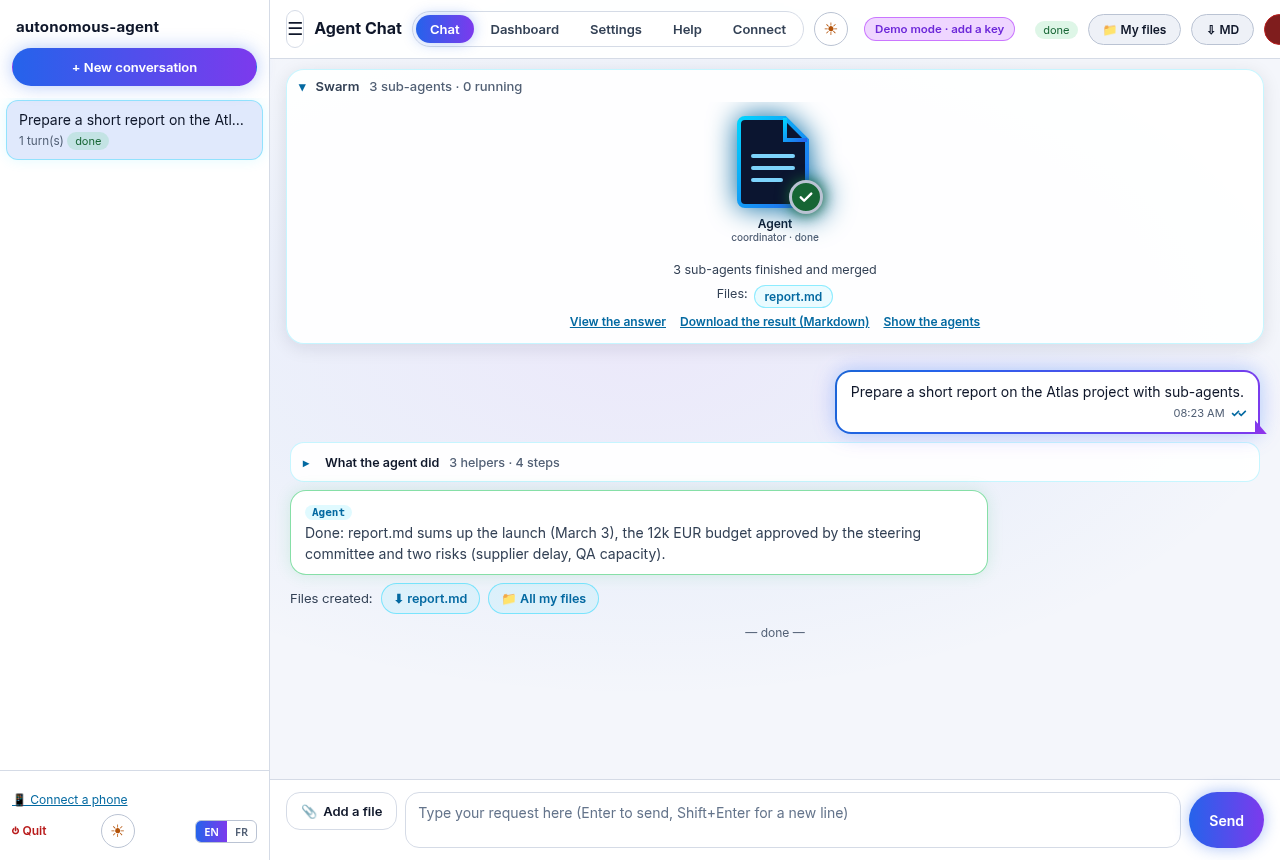 autonomous-agent
+ New conversation
Prepare a short report on the Atl...
1 turn(s) done
📱 Connect a phone
Quit
EN FR
☰ Agent Chat Chat Dashboard Settings Help Connect Demo mode · add a key done 📁 My files ⇩ MD
▼ Swarm 3 sub-agents · 0 running
Agent
coordinator · done
3 sub-agents finished and merged
Files: report.md
View the answer Download the result (Markdown) Show the agents
Prepare a short report on the Atlas project with sub-agents.
08:23 AM
► What the agent did 3 helpers · 4 steps
Agent
Done: report.md sums up the launch (March 3), the 12k EUR budget approved by the steering
committee and two risks (supplier delay, QA capacity).
Files created: ⬇ report.md 📁 All my files
— done —
📎 Add a file
Type your request here (Enter to send, Shift+Enter for a new line)
Send